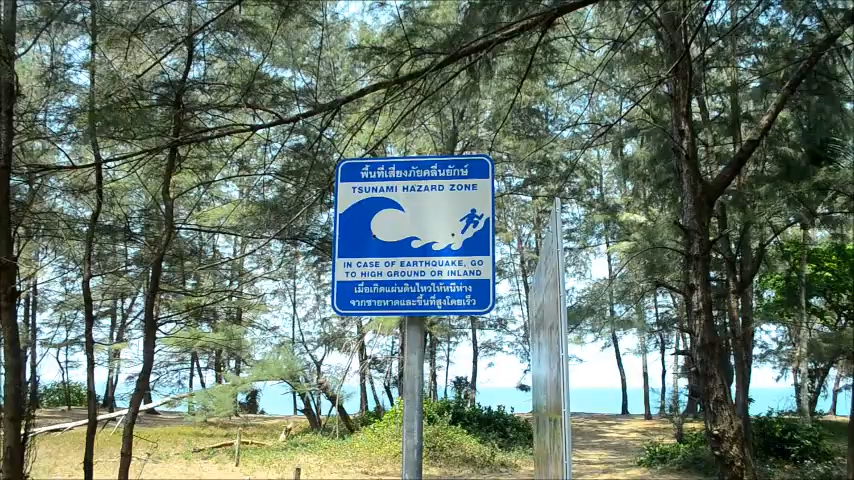 พื้นที่เสี่ยงภัยคลื่นยักษ์
TSUNAMI HAZARD ZONE
IN CASE OF EARTHQUAKE, GO
TO HIGH GROUND OR INLAND
เมื่อเกิดแผ่นดินไหวให้หนีห่าง
จากชายหาดและขึ้นที่สูงโดยเร็ว